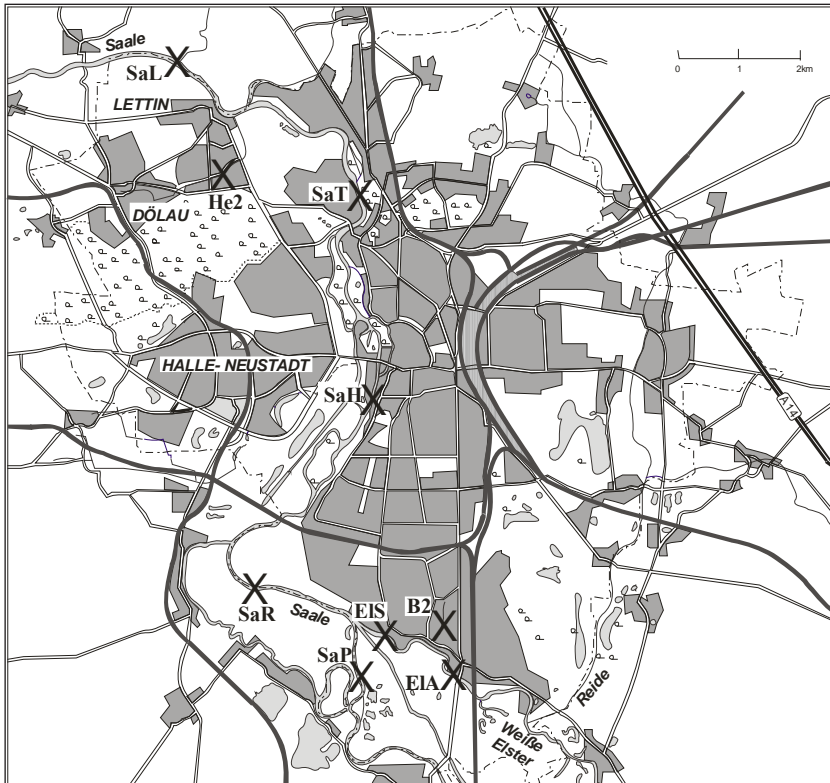 Saale
SaL
0 1 2km
LETTIN
He2
SaT
DÖLAU
HALLE- NEUSTADT
SaH
A 14
SaR
Saale
ElS
B2
SaP
ElA
Reide
Weiße
Elster